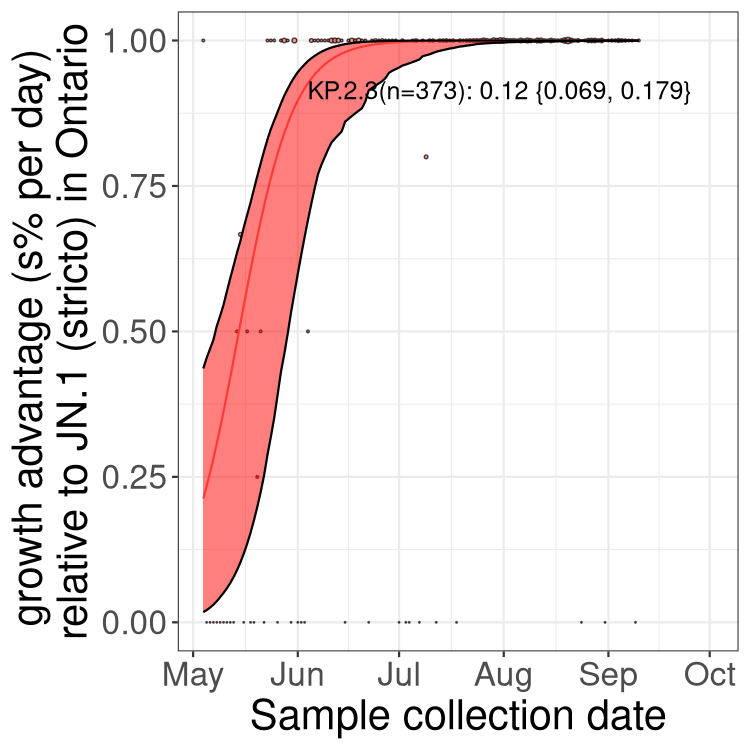 growth advantage (s% per day)
relative to JN.1 (stricto) in Ontario
1.00
0.75
0.50
0.25
0.00
KP.2.3(n=373): 0.12 {0.069, 0.179}
May Jun Jul Aug Sep Oct
Sample collection date